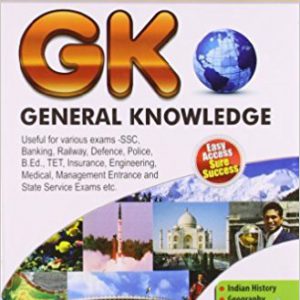 GK
GENERAL KNOWLEDGE
Useful for various exams -SSC,
Banking, Railway, Defence, Police,
B.Ed., TET, Insurance, Engineering,
Medical, Management Entrance and
State Service Exams etc.
Easy
Access
Sure
Success
Indian History
Geography